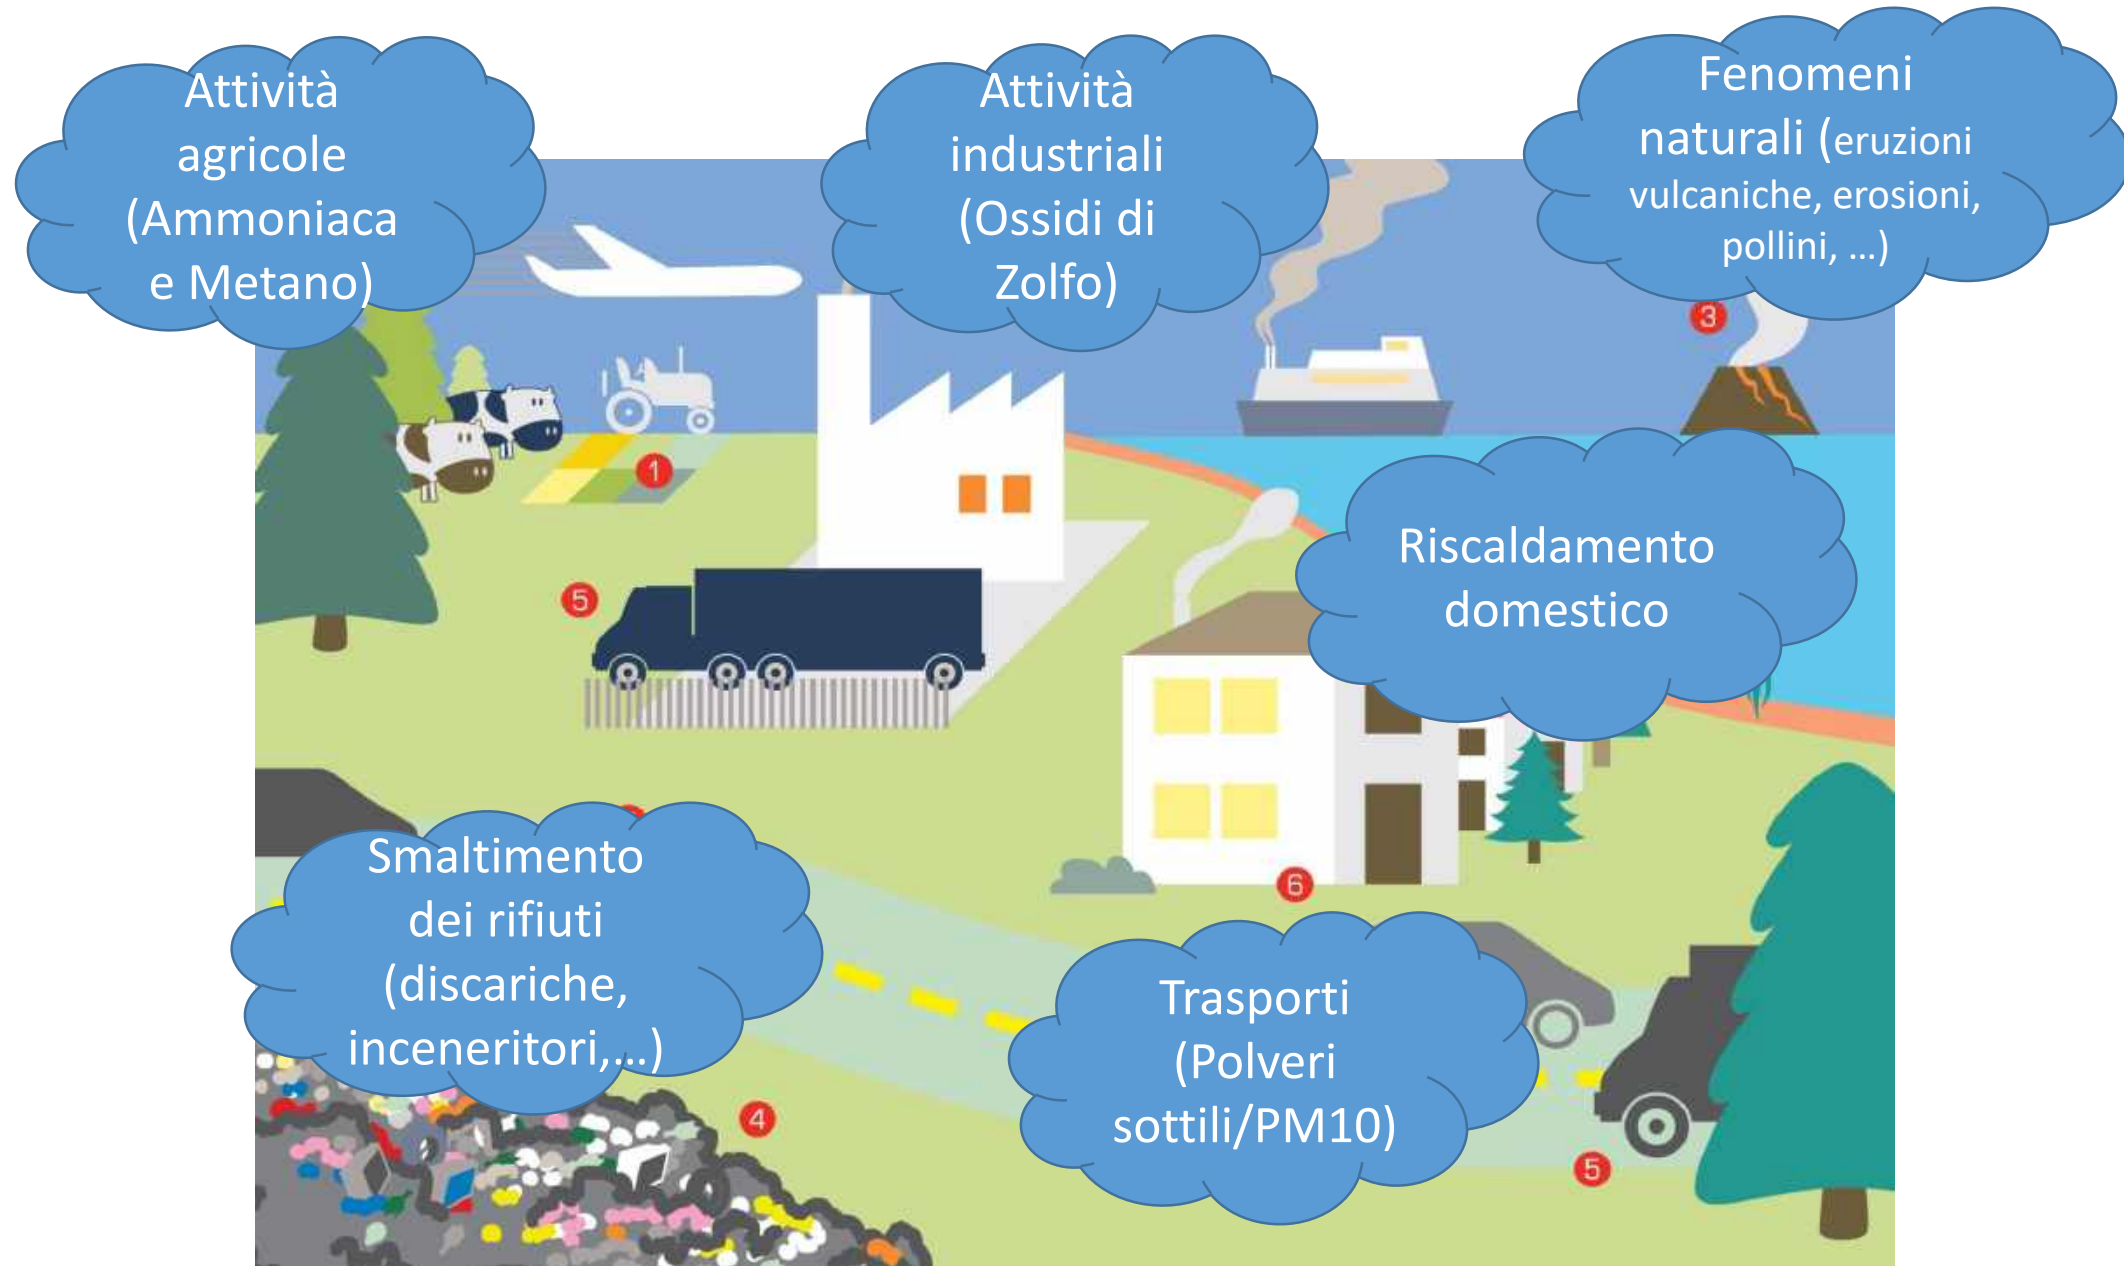 Attività
agricole
(Ammoniaca
e Metano)
Attività
industriali
(Ossidi di
Zolfo)
Fenomeni
naturali (eruzioni
vulcaniche, erosioni,
pollini, ...)
3
1
Riscaldamento
domestico
5
Smaltimento
dei rifiuti
(discariche,
inceneritori,...)
6
Trasporti
(Polveri
sottili/PM10)
4
5